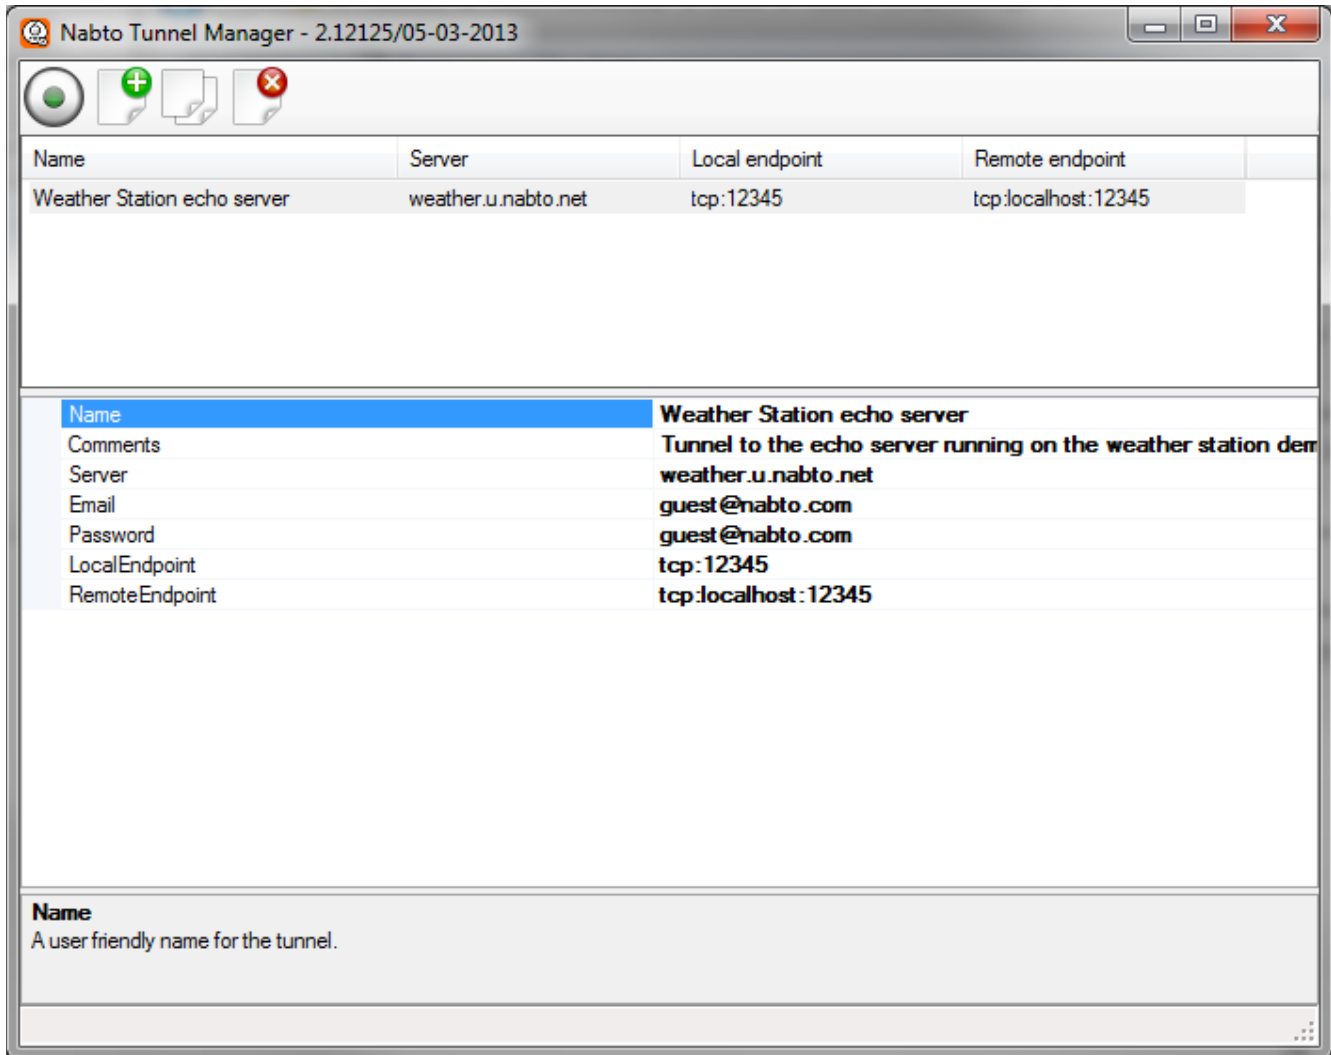 Nabto Tunnel Manager - 2.12125/05-03-2013
Name Server Local endpoint Remote endpoint
Weather Station echo server weather.u.nabto.net tcp:12345 tcp:localhost:12345
Name Weather Station echo server
Comments Tunnel to the echo server running on the weather station dem
Server weather.u.nabto.net
Email guest@nabto.com
Password guest@nabto.com
LocalEndpoint tcp:12345
RemoteEndpoint tcp:localhost:12345
Name
A user friendly name for the tunnel.